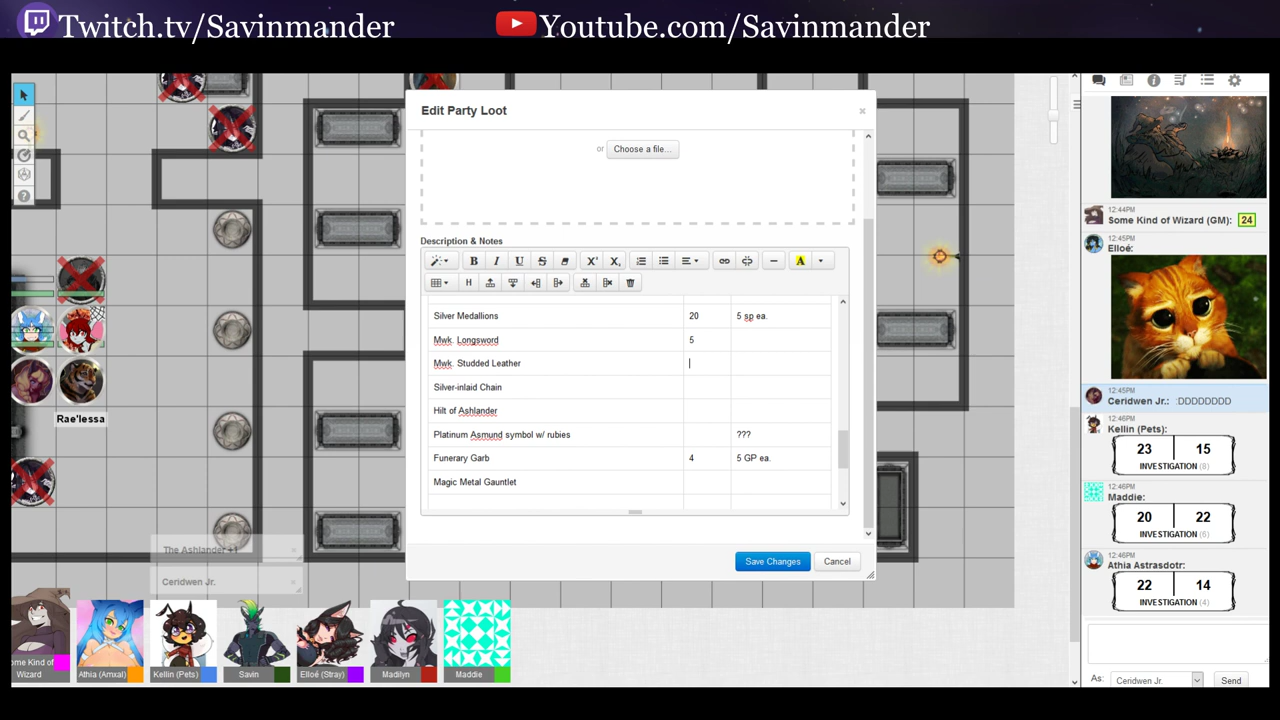 Twitch.tv/Savinmander
Youtube.com/Savinmander
Edit Party Loot
×
or Choose a file...
Description & Notes
B I U S X' X, H A
Silver Medallions 20 5 sp ea.
Mwk. Longsword 5
Mwk. Studded Leather
Silver-inlaid Chain
Hilt of Ashlander
Platinum Asmund symbol w/ rubies ???
Funerary Garb 4 5 GP ea.
Magic Metal Gauntlet
Save Changes Cancel
Rae'lessa
The Ashlander +1
Ceridwen Jr.
Some Kind of
Wizard
Athia (Amxal)
Kellin (Pets)
Savin
Elloé (Stray)
Madilyn
Maddie
12:44PM
Some Kind of Wizard (GM): 24
12:45PM
Elloé:
12:45PM
Ceridwen Jr.: :DDDDDDDD
12:46PM
Kellin (Pets):
23 15
INVESTIGATION (8)
12:46PM
Maddie:
20 22
INVESTIGATION (6)
12:46PM
Athia Astrasdotr:
22 14
INVESTIGATION (4)
As: Ceridwen Jr. Send